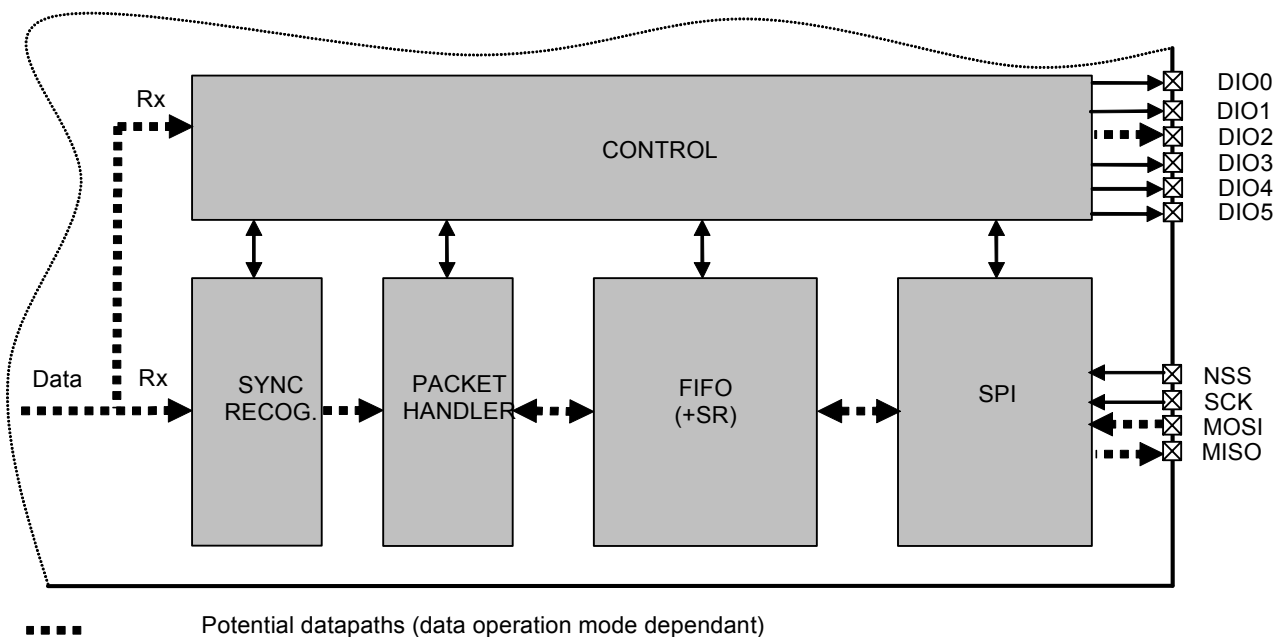 Rx
CONTROL
DIO0
DIO1
DIO2
DIO3
DIO4
DIO5
Data
Rx
SYNC
RECOG.
PACKET
HANDLER
FIFO
(+SR)
SPI
NSS
SCK
MOSI
MISO
Potential datapaths (data operation mode dependant)